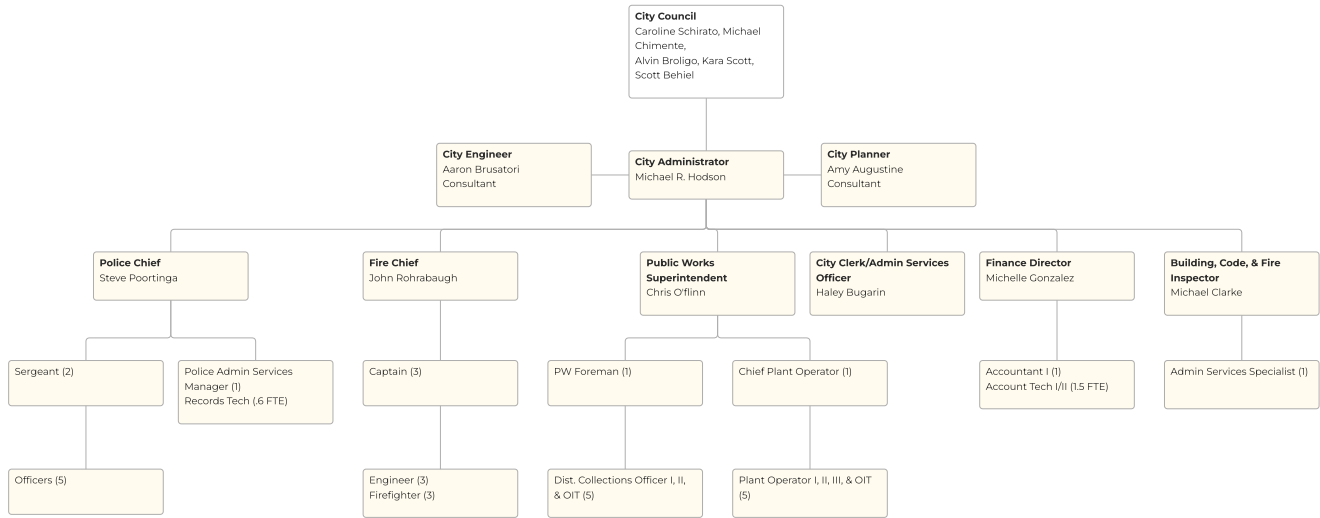 City Council
Caroline Schirato, Michael
Chimente,
Alvin Broligo, Kara Scott,
Scott Behiel
City Engineer
Aaron Brusatori
Consultant
City Administrator
Michael R. Hodson
City Planner
Amy Augustine
Consultant
Police Chief
Steve Poortinga
Fire Chief
John Rohrabaugh
Public Works
Superintendent
Chris O'flinn
City Clerk/Admin Services
Officer
Haley Bugarin
Finance Director
Michelle Gonzalez
Building, Code, & Fire
Inspector
Michael Clarke
Sergeant (2)
Police Admin Services
Manager (1)
Records Tech (.6 FTE)
Captain (3)
PW Foreman (1)
Chief Plant Operator (1)
Accountant I (1)
Account Tech I/II (1.5 FTE)
Admin Services Specialist (1)
Officers (5)
Engineer (3)
Firefighter (3)
Dist. Collections Officer I, II,
& OIT (5)
Plant Operator I, II, III, & OIT
(5)